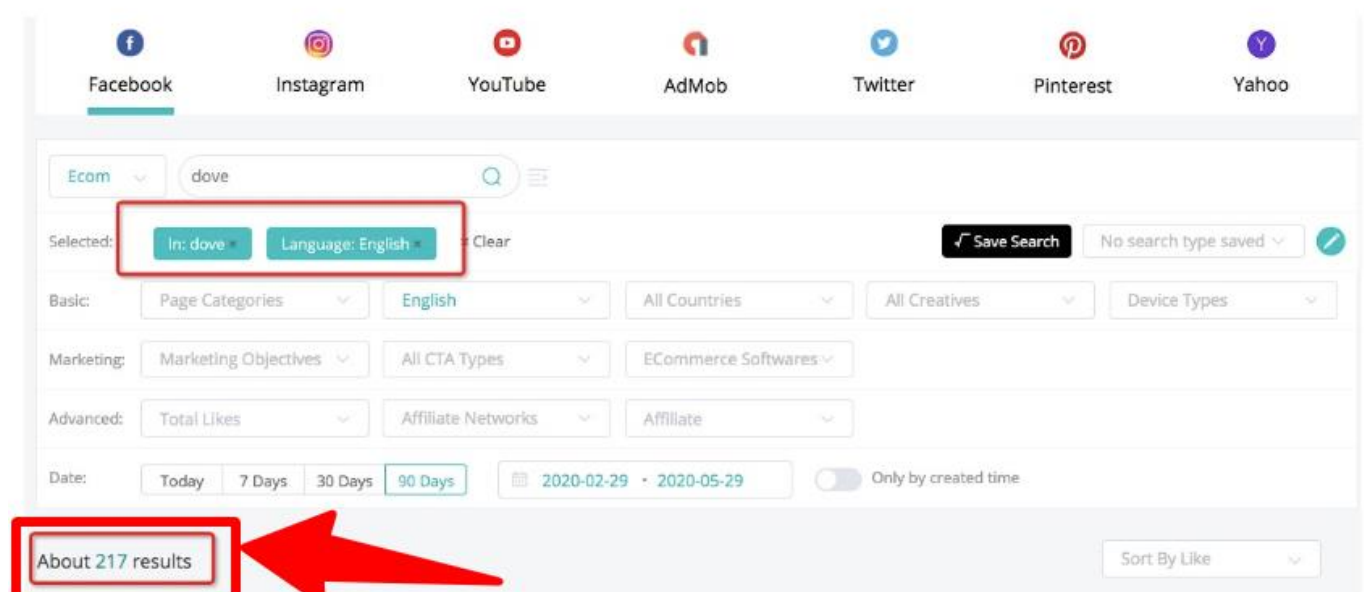 Facebook Instagram YouTube AdMob Twitter Pinterest Yahoo
Ecom dove
Selected: In: dove × Language: English × × Clear √ Save Search No search type saved
Basic: Page Categories English All Countries All Creatives Device Types
Marketing: Marketing Objectives All CTA Types ECommerce Softwares
Advanced: Total Likes Affiliate Networks Affiliate
Date: Today 7 Days 30 Days 90 Days 2020-02-29 - 2020-05-29 Only by created time
About 217 results Sort By Like